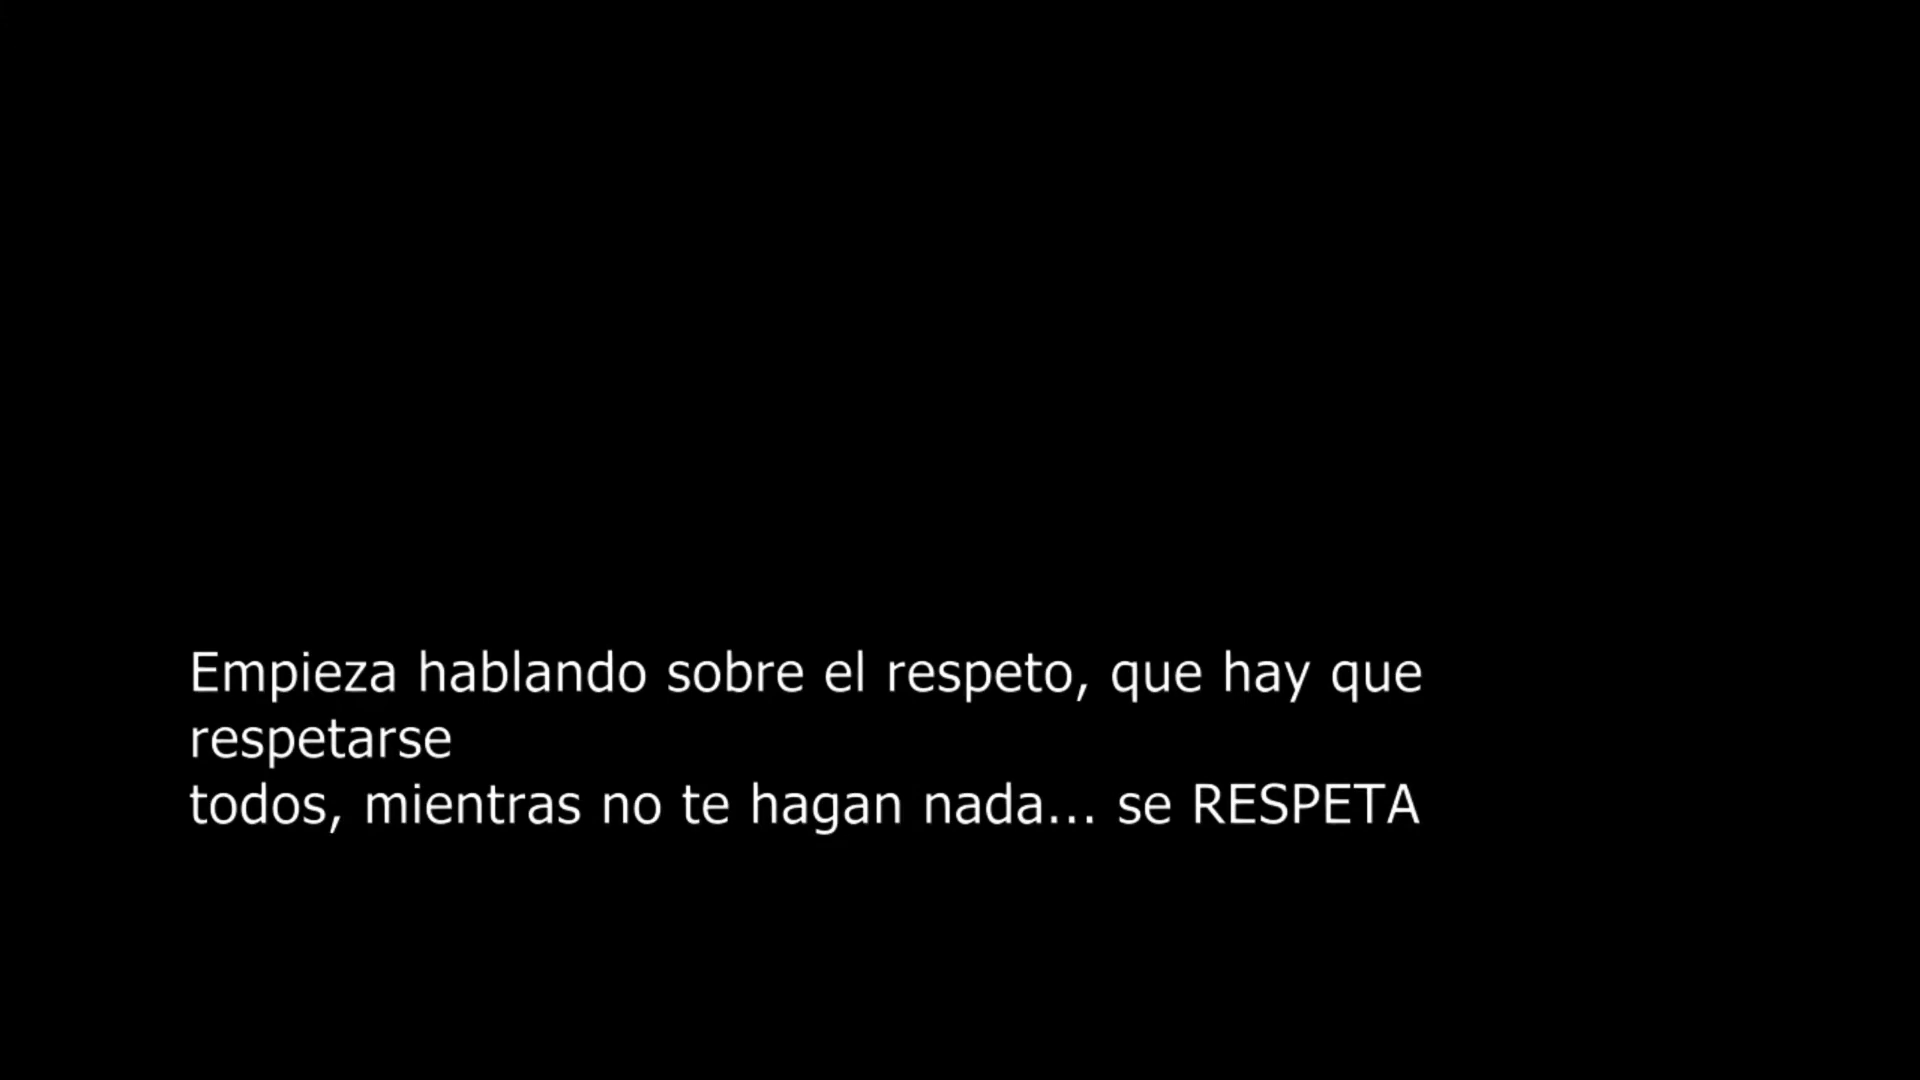 Empieza hablando sobre el respeto, que hay que
respetarse
todos, mientras no te hagan nada... se RESPETA